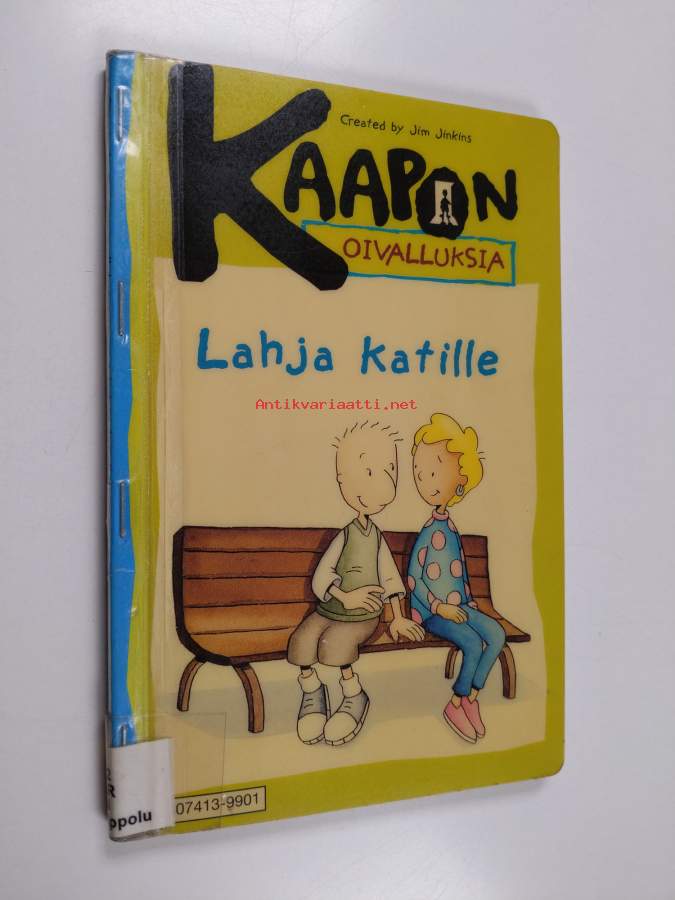 Created by Jim Jinkins
KAAPON
OIVALLUKSIA
Lahja Katille
Antikvariaatti.net
R
ppolu
07413-9901